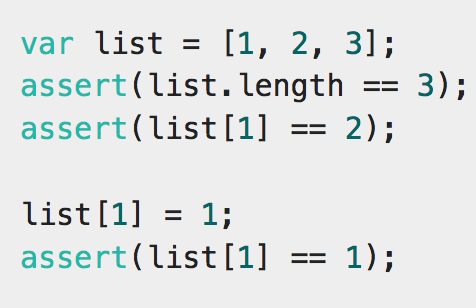 var list = [1, 2, 3];
assert(list.length == 3);
assert(list[1] == 2);
list[1] = 1;
assert(list[1] == 1);